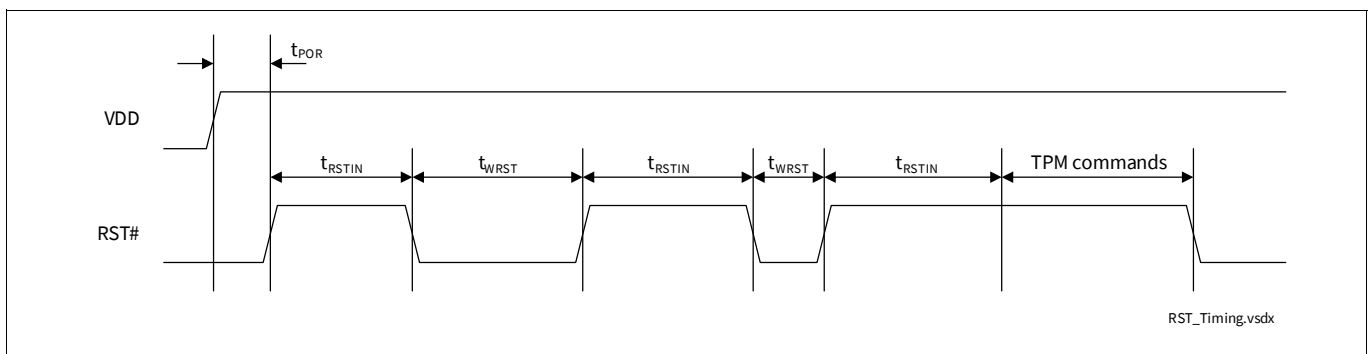 tPOR
VDD
tRSTIN tWRST tRSTIN tWRST tRSTIN TPM commands
RST#
RST_Timing.vsdx